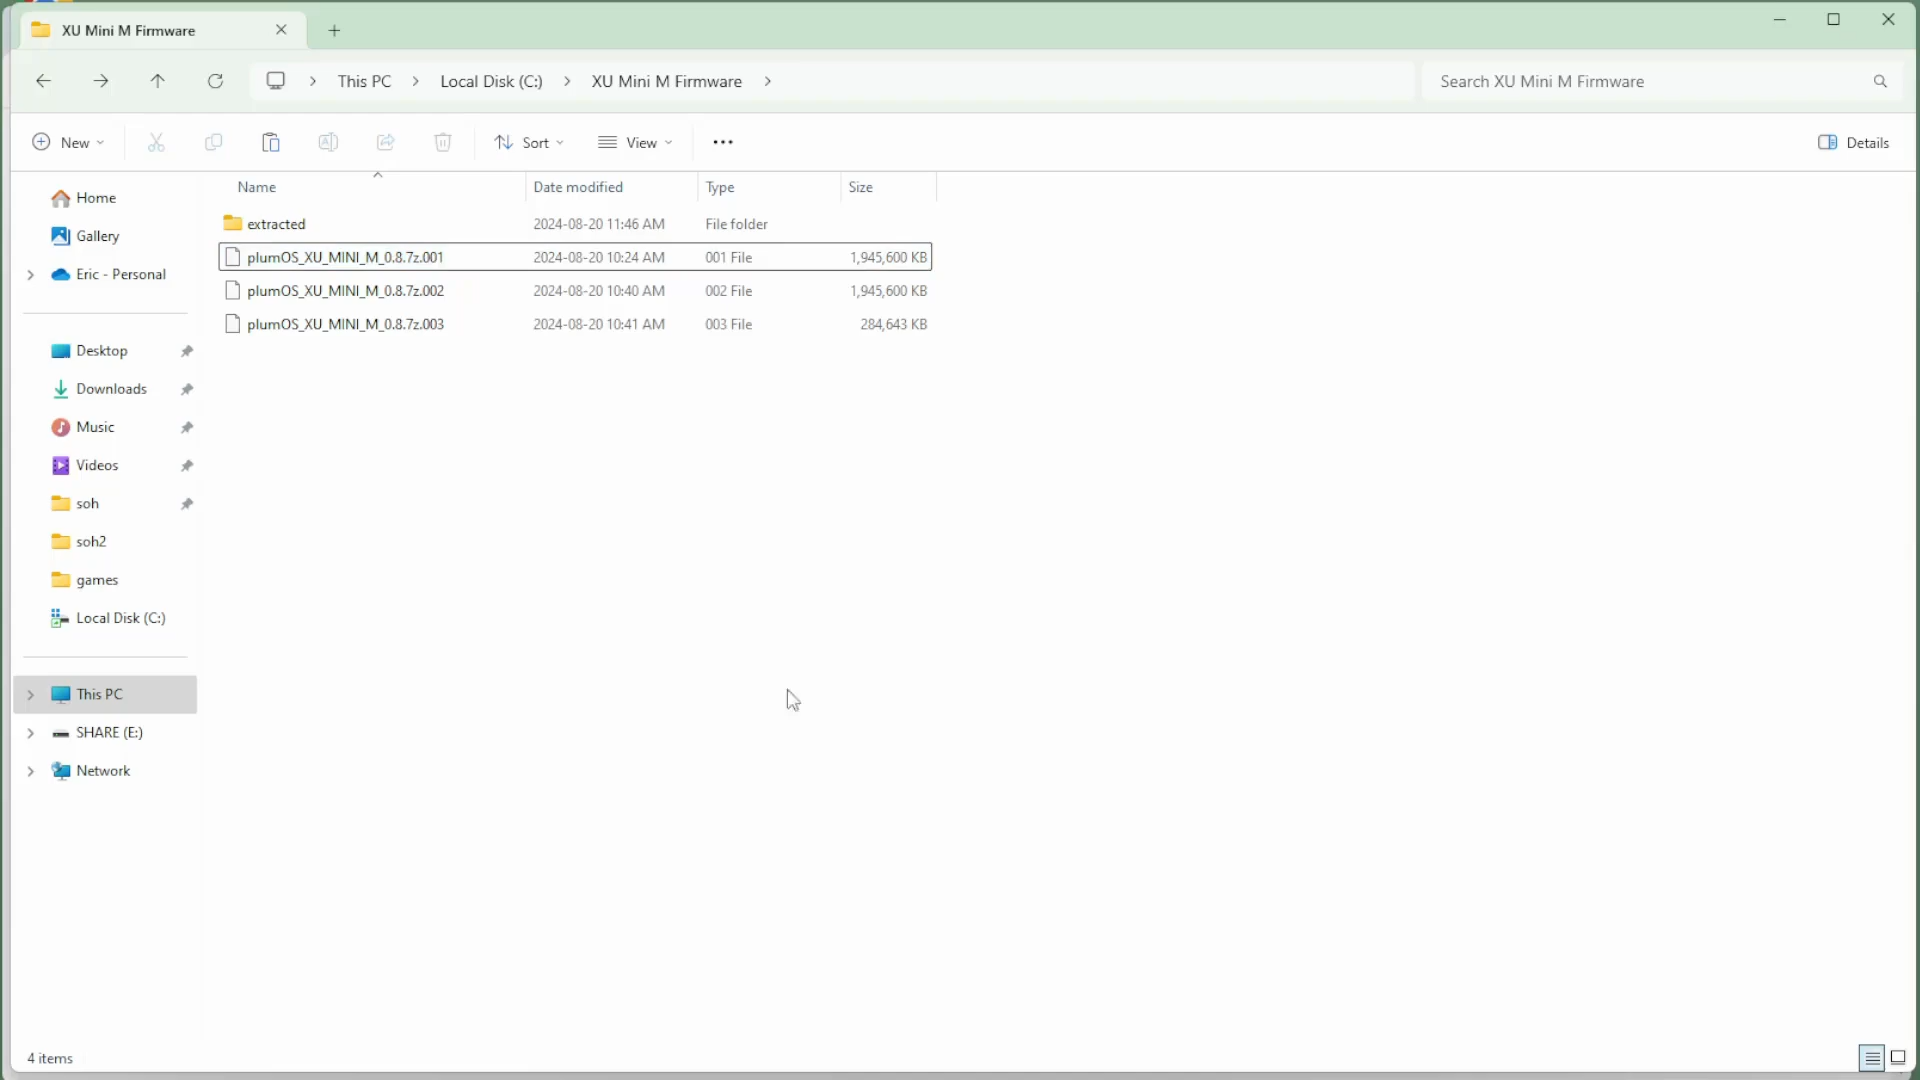 XU Mini M Firmware
This PC
Local Disk (C:)
XU Mini M Firmware
Search XU Mini M Firmware
New
Sort
View
Details
Name
Date modified
Type
Size
extracted
2024-08-20 11:46 AM
File folder
plumOS_XU_MINI_M_0.8.7z.001
2024-08-20 10:24 AM
001 File
1,945,600 KB
plumOS_XU_MINI_M_0.8.7z.002
2024-08-20 10:40 AM
002 File
1,945,600 KB
plumOS_XU_MINI_M_0.8.7z.003
2024-08-20 10:41 AM
003 File
284,643 KB
Home
Gallery
Eric - Personal
Desktop
Downloads
Music
Videos
soh
soh2
games
Local Disk (C:)
This PC
SHARE (E:)
Network
4 items